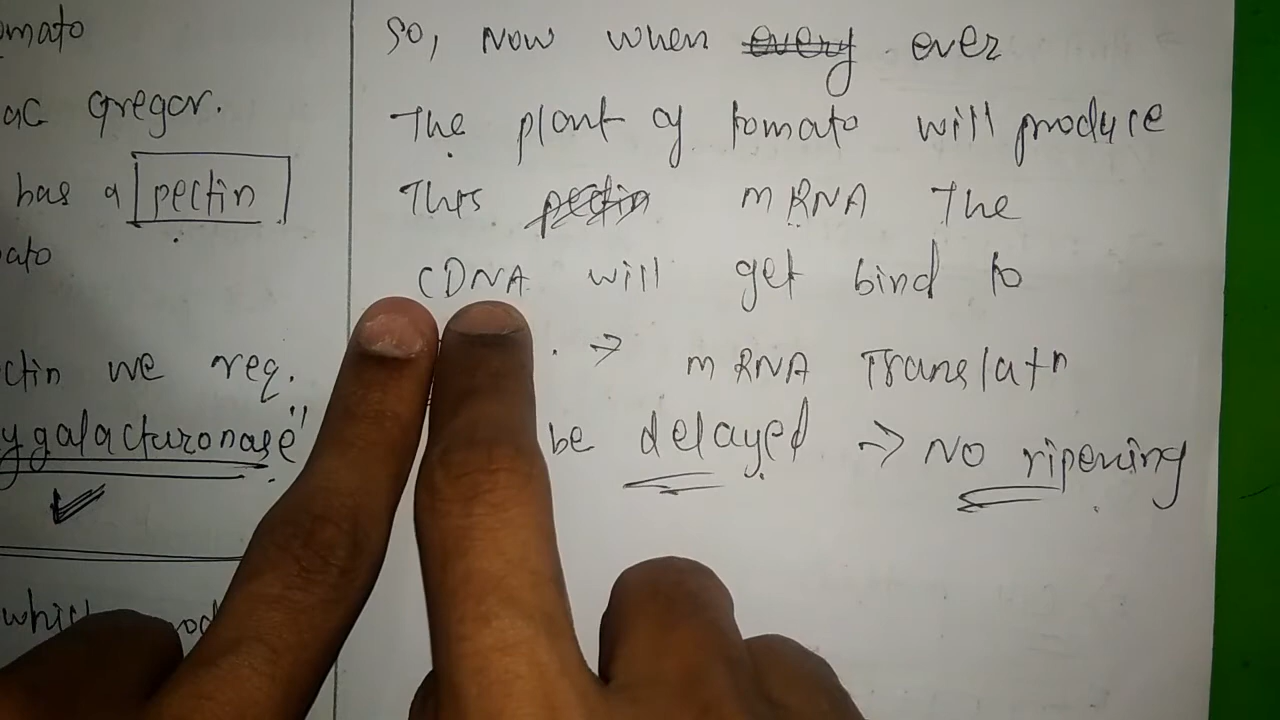 omato
ac Gregor.
has a pectin
ato
ctin we req.
ygalacturonase"
which
So, Now when every ever
The plant of tomato will produce
This pectin mRNA The
CDNA will get bind to
. → mRNA Translatn
be delayed → No ripening